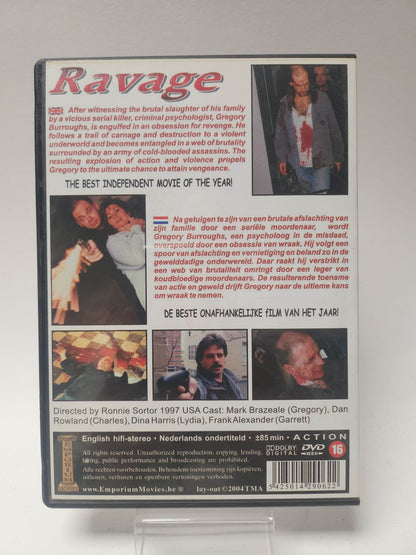 Ravage
After witnessing the brutal slaughter of his family
by a vicious serial killer, criminal psychologist, Gregory
Burroughs, is engulfed in an obsession for revenge. He
follows a trail of carnage and destruction to a violent
underworld and becomes entangled in a web of brutality
surrounded by an army of cold-blooded assassins. The
resulting explosion of action and violence propels
Gregory to the ultimate chance to attain vengeance.
THE BEST INDEPENDENT MOVIE OF THE YEAR!
Na getuigen te zijn van een brutale afslachting van
zijn familie door een seriële moordenaar, wordt
Gregory Burroughs, een psycholoog in de misdaad,
overspoeld door een obsessie van wraak. Hij volgt een
spoor van afslachting en vernietiging en beland zo in de
gewelddadige onderwereld. Daar raakt hij verstrikt in
een web van brutaliteit omringt door een leger van
koudbloedige moordenaars. De resulterende toename
van actie en geweld drijft Gregory naar de ultieme kans
om wraak te nemen.
DE BESTE ONAFHANKELIJKE FILM VAN HET JAAR!
Directed by Ronnie Sortor 1997 USA Cast: Mark Brazeale (Gregory), Dan
Rowland (Charles), Dina Harris (Lydia), Frank Alexander (Garrett)
English hifi-stereo • Nederlands ondertiteld • ±85 min • ACTION
All rights reserved. Unauthorized reproduction, copying, lending,
hiring, public performance and broadcasting are prohibited.
Alle rechten voorbehouden. Behoudens toestemming zijn kopiëren,
uitlenen, verhuren en openbare vertoningen verboden.
www.EmporiumMovies.be ® lay-out ©2004 TMA
EMPORIUM
DOLBY
DIGITAL
DVD
VIDEO
16
5425014290622